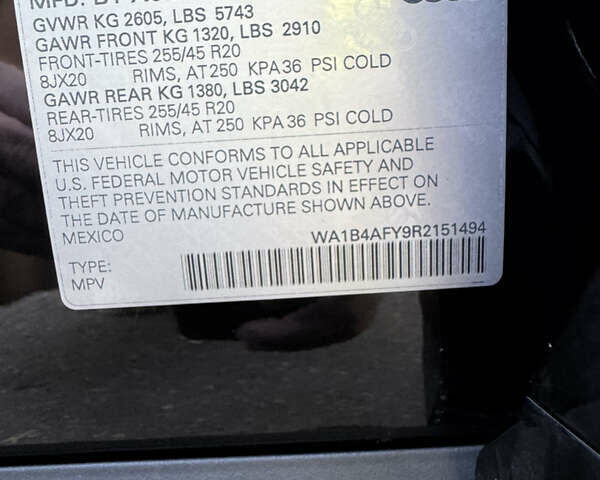 MFD. BY
GVWR KG 2605, LBS 5743
GAWR FRONT KG 1320, LBS 2910
FRONT-TIRES 255/45 R20
8JX20 RIMS, AT 250 KPA 36 PSI COLD
GAWR REAR KG 1380, LBS 3042
REAR-TIRES 255/45 R20
8JX20 RIMS, AT 250 KPA 36 PSI COLD
THIS VEHICLE CONFORMS TO ALL APPLICABLE
U.S. FEDERAL MOTOR VEHICLE SAFETY AND
THEFT PREVENTION STANDARDS IN EFFECT ON
THE DATE OF MANUFACTURE SHOWN ABOVE.
MEXICO WA1B4AFY9R2151494
TYPE:
MPV